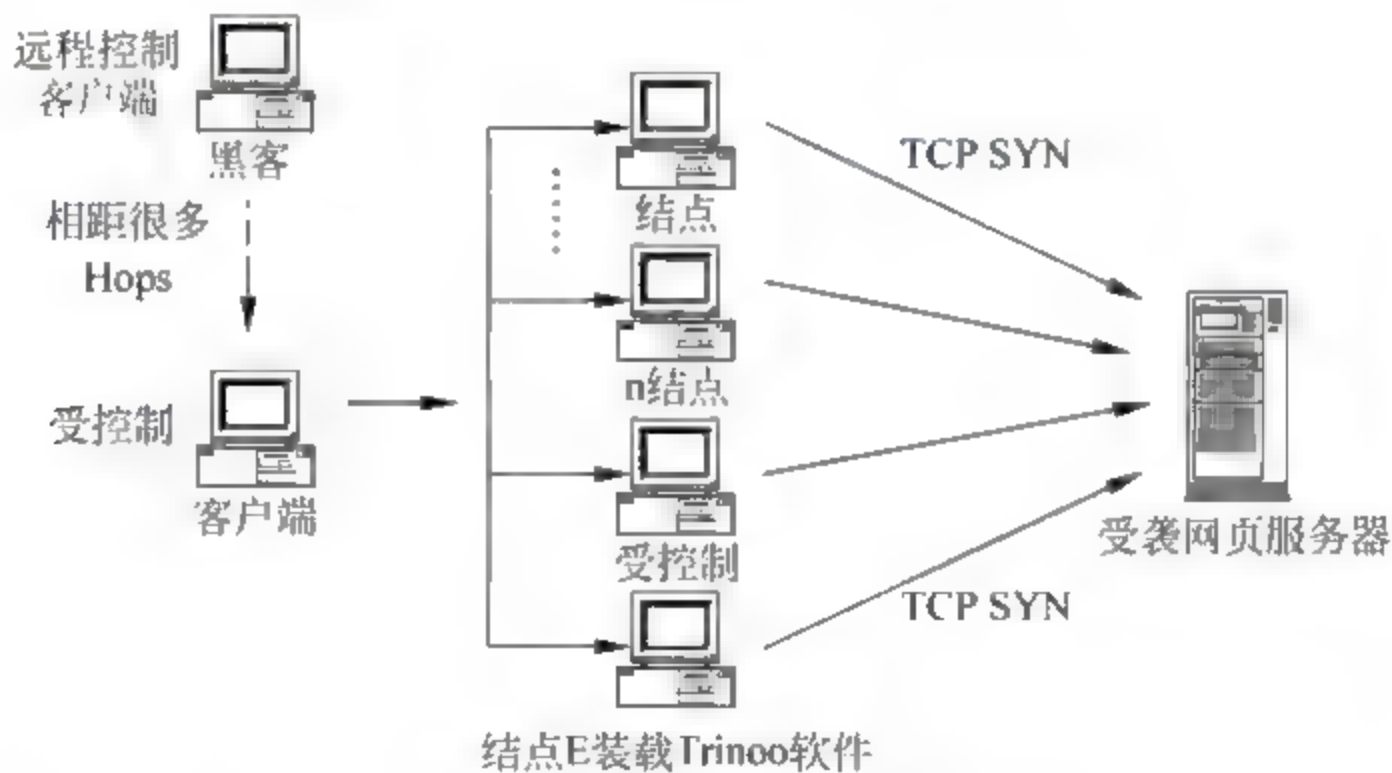 远程控制
客户端
黑客
相距很多
Hops
受控制
客户端
结点
n结点
受控制
结点E装载Trinoo软件
TCP SYN
TCP SYN
受袭网页服务器